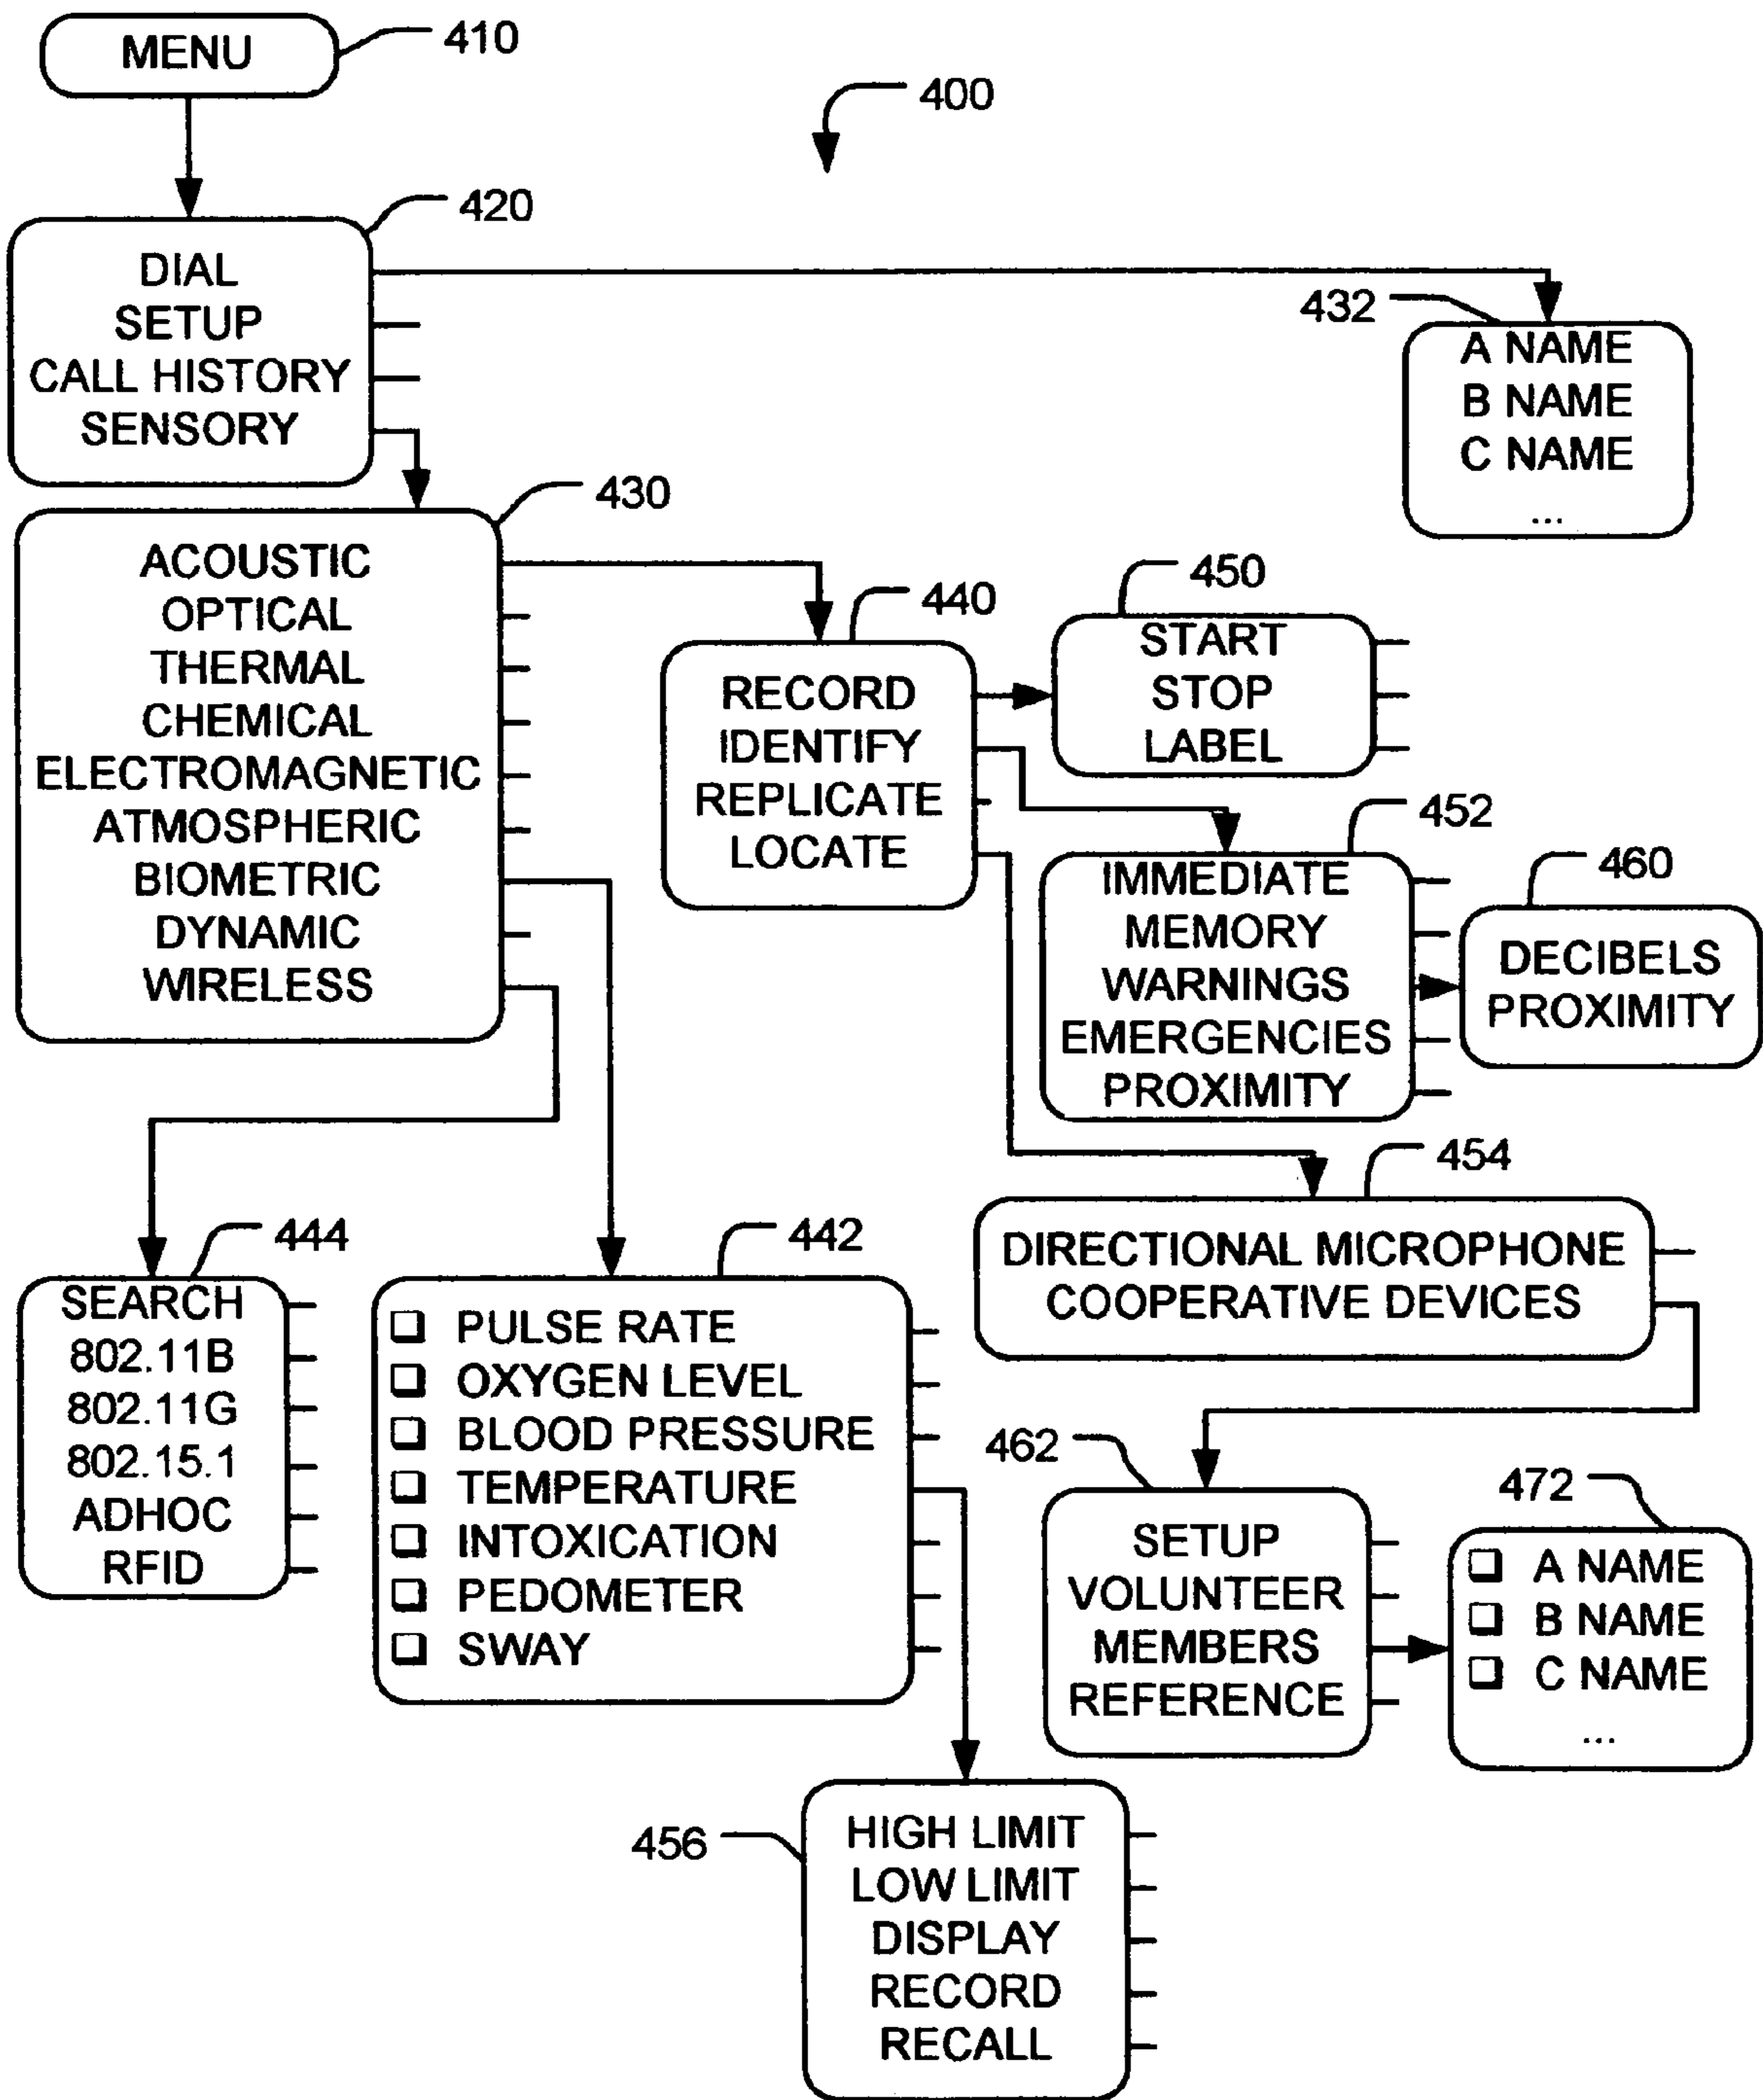 MENU
410
400
420
DIAL
SETUP
CALL HISTORY
SENSORY
432
A NAME
B NAME
C NAME
...
430
ACOUSTIC
OPTICAL
THERMAL
CHEMICAL
ELECTROMAGNETIC
ATMOSPHERIC
BIOMETRIC
DYNAMIC
WIRELESS
440
RECORD
IDENTIFY
REPLICATE
LOCATE
450
START
STOP
LABEL
452
IMMEDIATE
MEMORY
WARNINGS
EMERGENCIES
PROXIMITY
460
DECIBELS
PROXIMITY
454
DIRECTIONAL MICROPHONE
COOPERATIVE DEVICES
444
SEARCH
802.11B
802.11G
802.15.1
ADHOC
RFID
442
PULSE RATE
OXYGEN LEVEL
BLOOD PRESSURE
TEMPERATURE
INTOXICATION
PEDOMETER
SWAY
462
SETUP
VOLUNTEER
MEMBERS
REFERENCE
472
A NAME
B NAME
C NAME
...
456
HIGH LIMIT
LOW LIMIT
DISPLAY
RECORD
RECALL